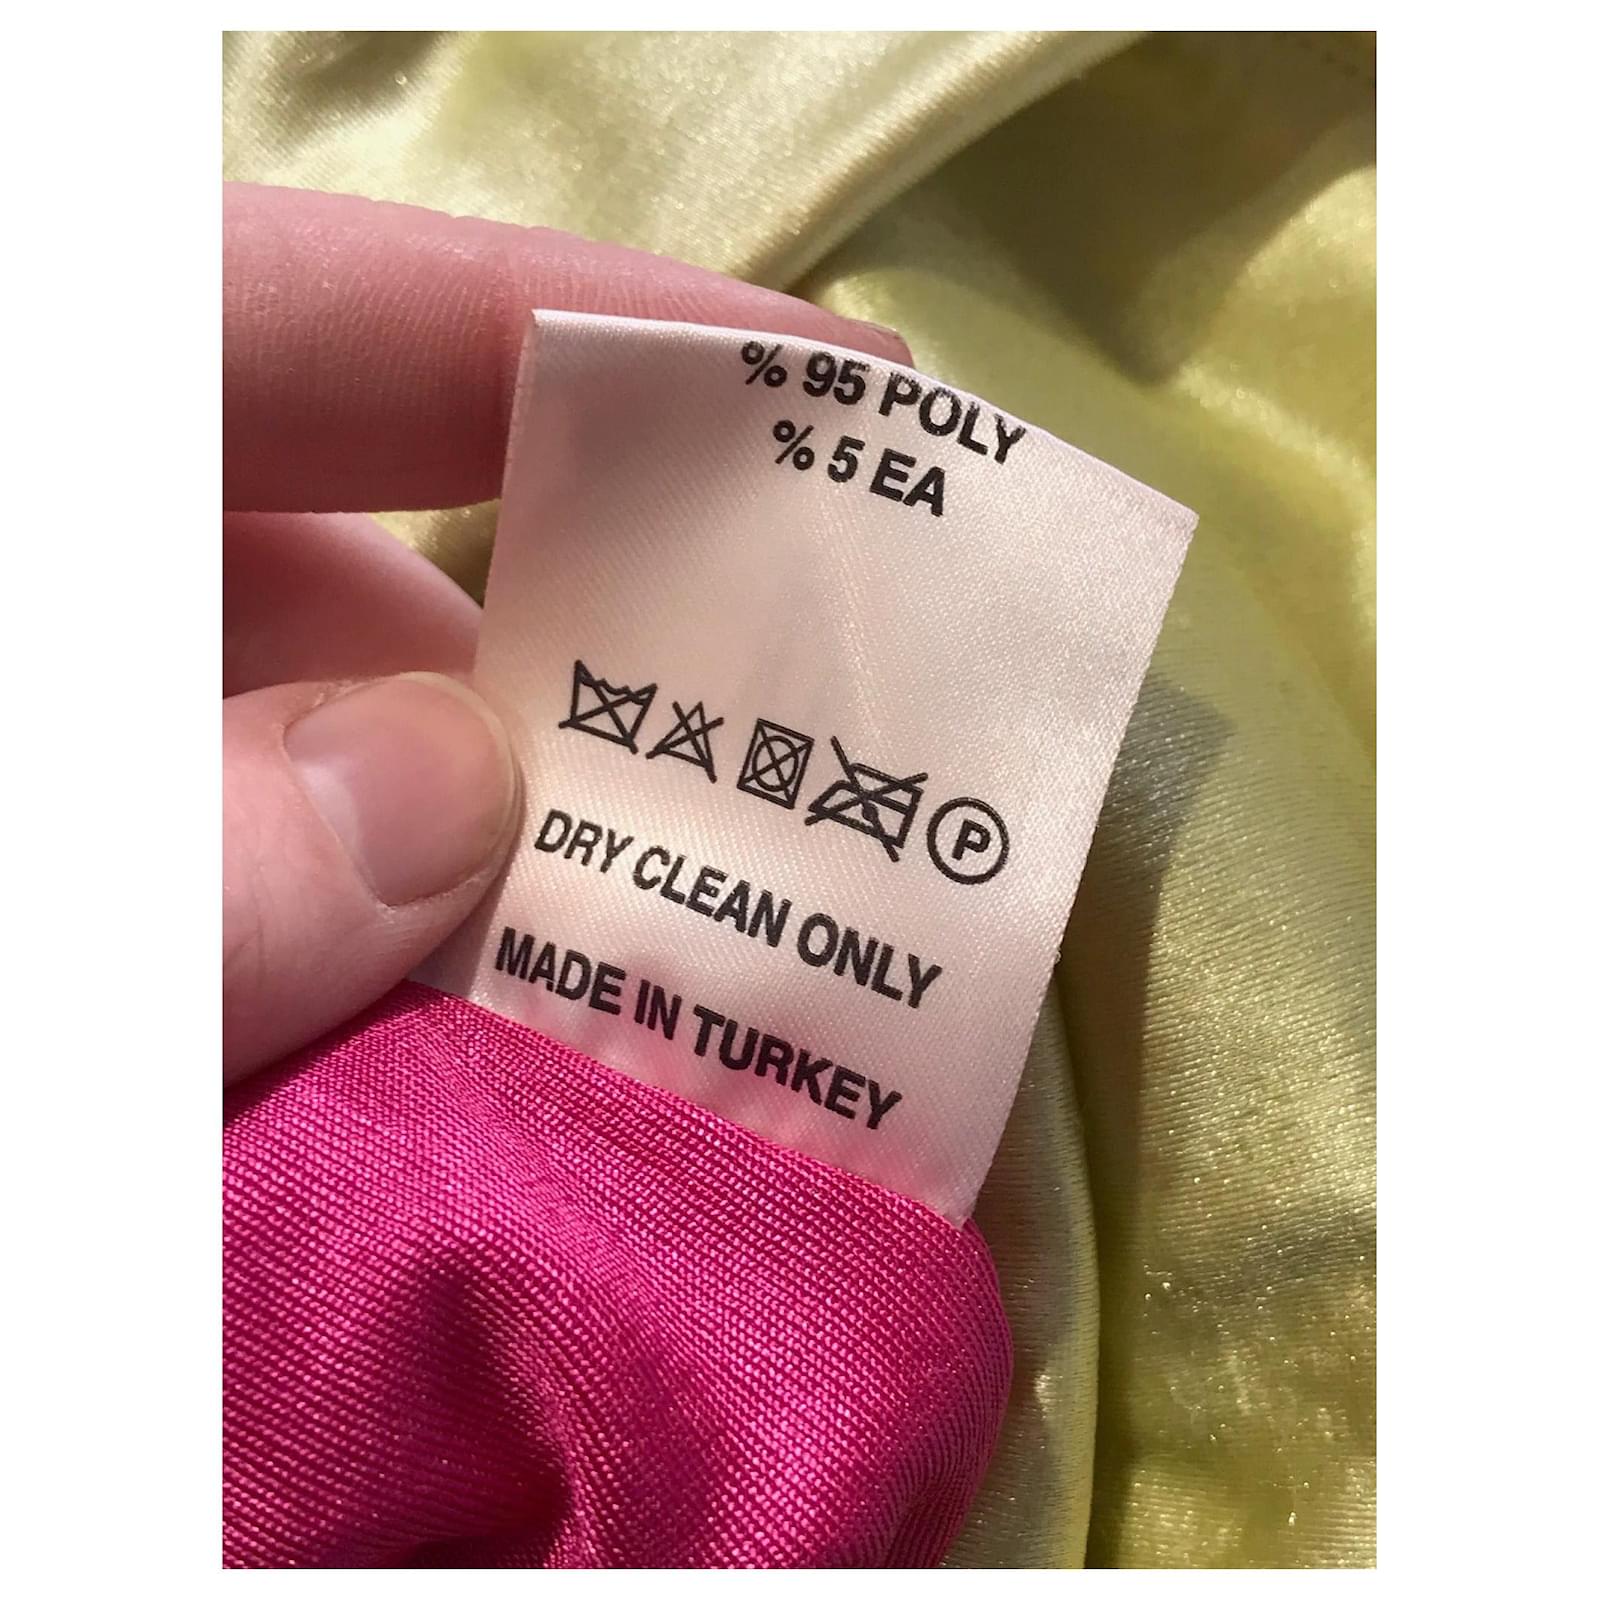 % 95 POLY
% 5 EA
P
DRY CLEAN ONLY
MADE IN TURKEY